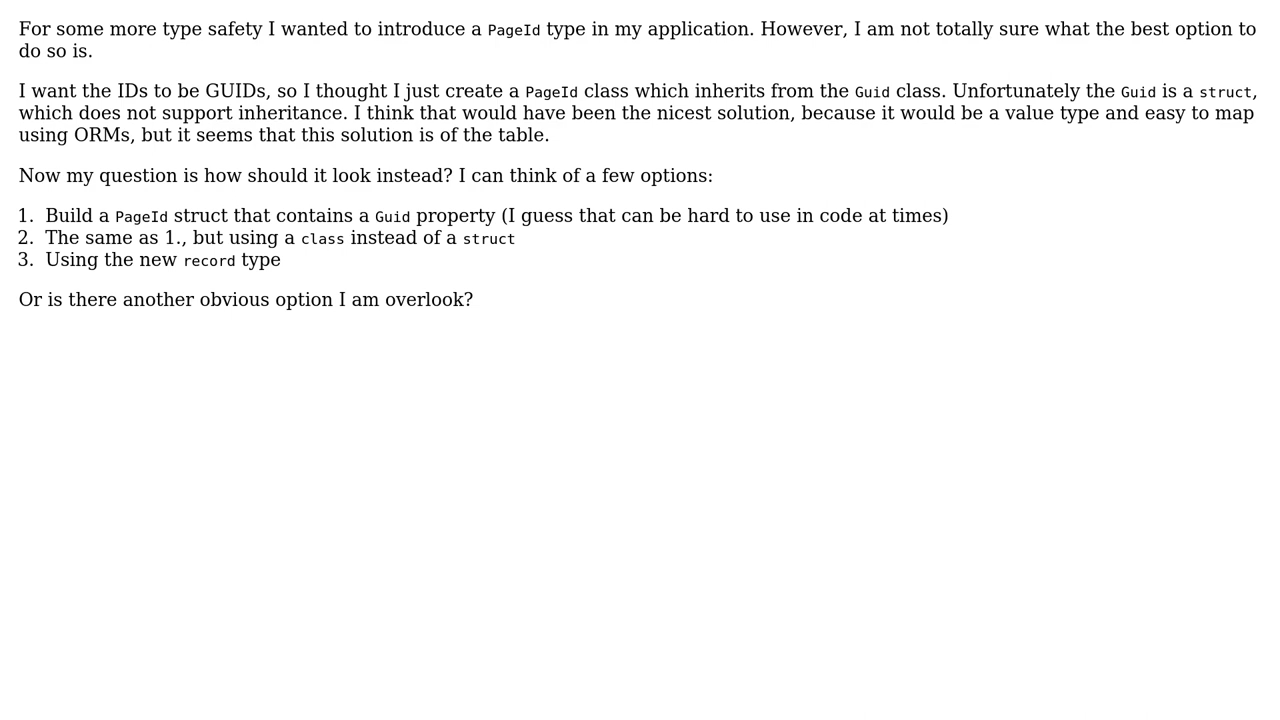 For some more type safety I wanted to introduce a PageId type in my application. However, I am not totally sure what the best option to
do so is.
I want the IDs to be GUIDs, so I thought I just create a PageId class which inherits from the Guid class. Unfortunately the Guid is a struct,
which does not support inheritance. I think that would have been the nicest solution, because it would be a value type and easy to map
using ORMs, but it seems that this solution is of the table.
Now my question is how should it look instead? I can think of a few options:
1. Build a PageId struct that contains a Guid property (I guess that can be hard to use in code at times)
2. The same as 1., but using a class instead of a struct
3. Using the new record type
Or is there another obvious option I am overlook?